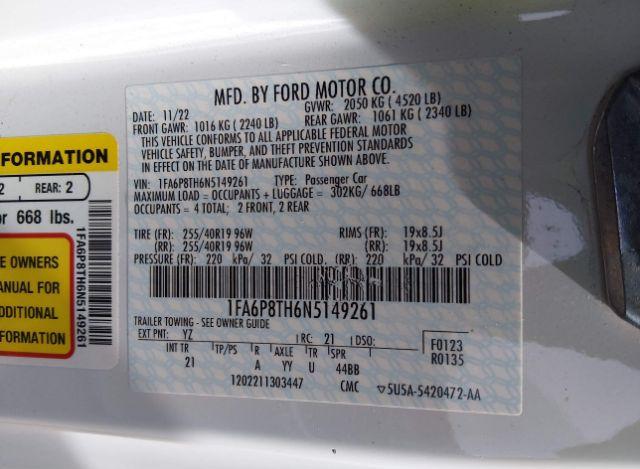 MFD. BY FORD MOTOR CO.
11/22 GVWR: 2050 KG ( 4520 LB)
FRONT GAWR: 1016 KG ( 2240 LB) REAR GAWR: 1061 KG ( 2340 LB)
THIS VEHICLE CONFORMS TO ALL APPLICABLE FEDERAL MOTOR
VEHICLE SAFETY, BUMPER, AND THEFT PREVENTION STANDARDS
IN EFFECT ON THE DATE OF MANUFACTURE SHOWN ABOVE.
VIN: 1FA6P8TH6N5149261 TYPE: Passenger Car
MAXIMUM LOAD = OCCUPANTS + LUGGAGE = 302KG/ 668LB
OCCUPANTS = 4 TOTAL; 2 FRONT, 2 REAR
TIRE (FR): 255/40R19 96W RIMS (FR): 19x8.5J
(RR): 255/40R19 96W (RR): 19x8.5J
PRESSURE (FR): 220 kPa/ 32 PSI COLD. (RR): 220 kPa/ 32 PSI COLD
1FA6P8TH6N5149261
TRAILER TOWING - SEE OWNER GUIDE
EXT PNT: YZ RC: 21 DSO:
F0123
R0135
INT TR TP/PS R AXLE TR SPR
21 A YY U 44BB
1202211303447 CMC 5USA-5420472-AA
FORMATION
2 REAR: 2
or 668 lbs.
E OWNERS
MANUAL FOR
ADDITIONAL
FORMATION
1FA6P8TH6N5149261